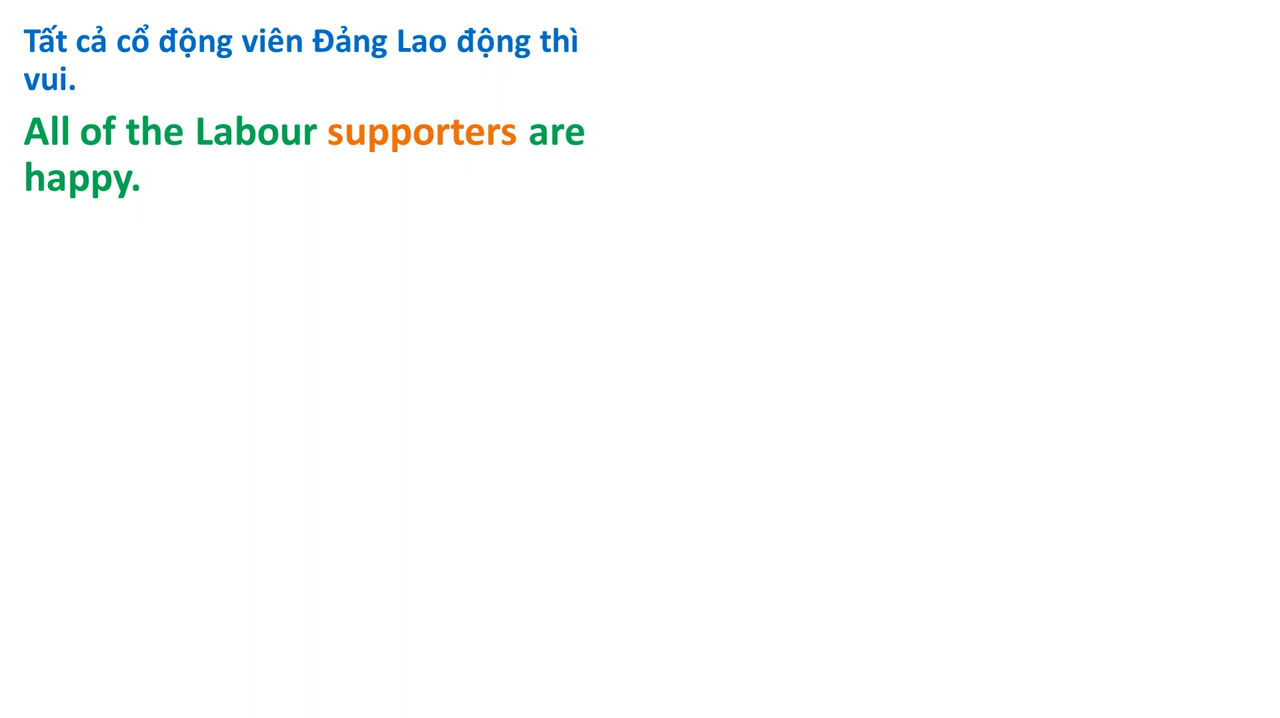 Tất cả cổ động viên Đảng Lao động thì
vui.
All of the Labour supporters are
happy.